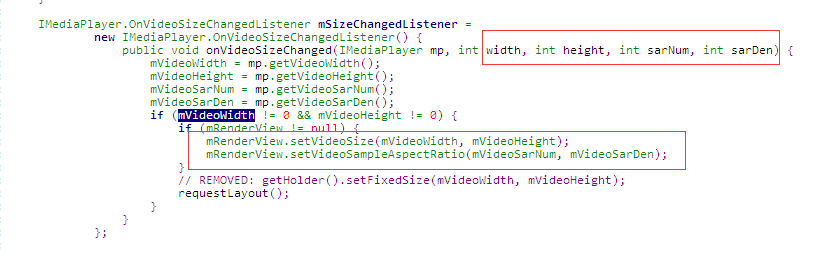 IMediaPlayer.OnVideoSizeChangedListener mSizeChangedListener =
new IMediaPlayer.OnVideoSizeChangedListener() {
public void onVideoSizeChanged(IMediaPlayer mp, int width, int height, int sarNum, int sarDen) {
mVideoWidth = mp.getVideoWidth();
mVideoHeight = mp.getVideoHeight();
mVideoSarNum = mp.getVideoSarNum();
mVideoSarDen = mp.getVideoSarDen();
if (mVideoWidth != 0 && mVideoHeight != 0) {
if (mRenderView != null) {
mRenderView.setVideoSize(mVideoWidth, mVideoHeight);
mRenderView.setVideoSampleAspectRatio(mVideoSarNum, mVideoSarDen);
}
// REMOVED: getHolder().setFixedSize(mVideoWidth, mVideoHeight);
requestLayout();
}
}
};